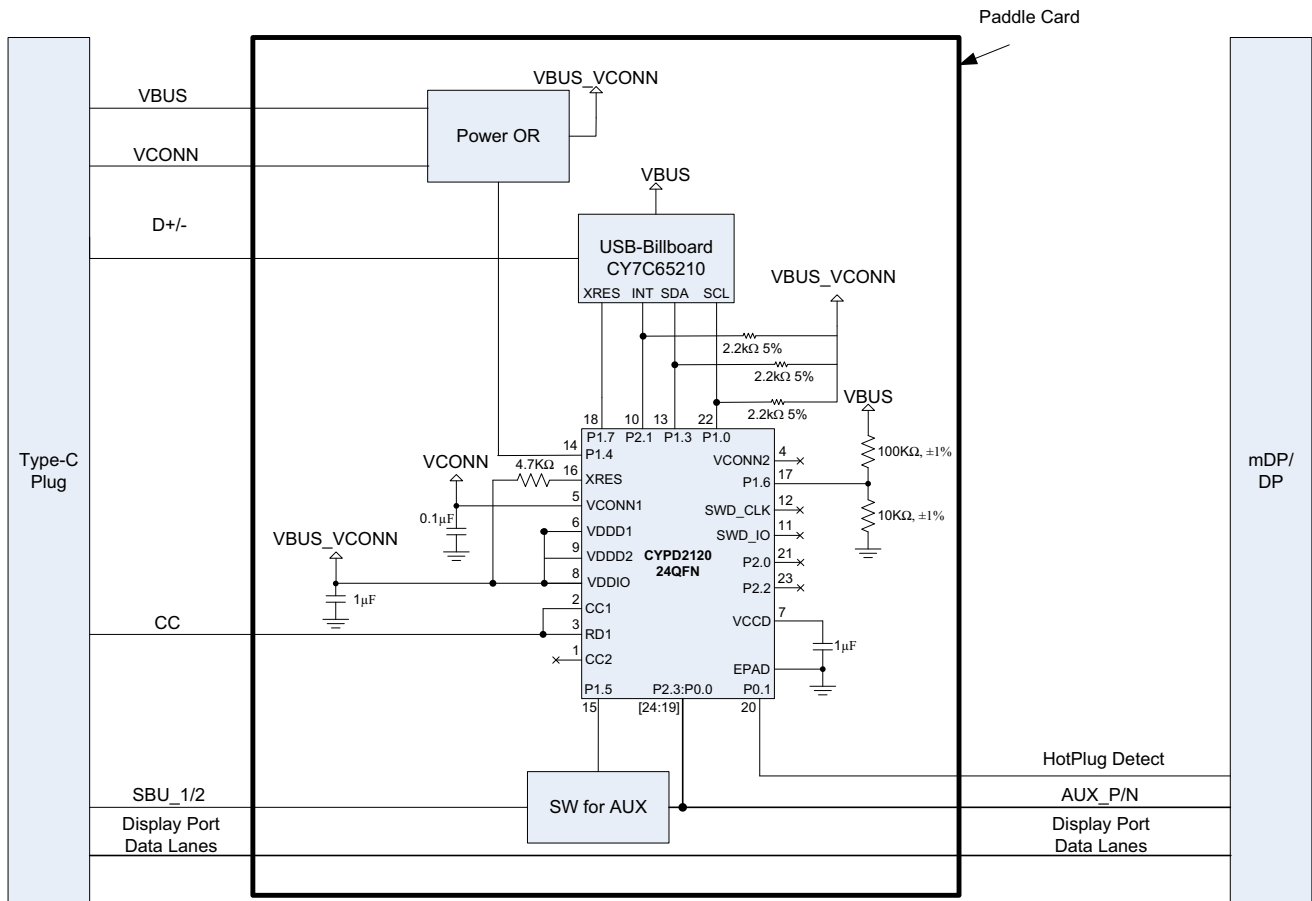 Paddle Card
VBUS
VCONN
D+/-
Power OR
VBUS_VCONN
VBUS
USB-Billboard
CY7C65210
XRES INT SDA SCL
VBUS_VCONN
2.2kΩ 5%
2.2kΩ 5%
2.2kΩ 5%
VBUS
100KΩ, ±1%
10KΩ, ±1%
18 10 13 22
P1.7 P2.1 P1.3 P1.0
14
P1.4
4.7KΩ
16
XRES
VCONN
5
VCONN1
0.1µF
6
VDDD1
VBUS_VCONN
9
VDDD2
8
VDDIO
1µF
2
CC1
CC
3
RD1
1
CC2
CYPD2120
24QFN
4
VCONN2
17
P1.6
12
SWD_CLK
11
SWD_IO
21
P2.0
23
P2.2
7
VCCD
1µF
EPAD
P1.5 P2.3:P0.0 P0.1
15 [24:19] 20
Type-C
Plug
mDP/
DP
HotPlug Detect
SBU_1/2
SW for AUX
AUX_P/N
Display Port
Data Lanes
Display Port
Data Lanes